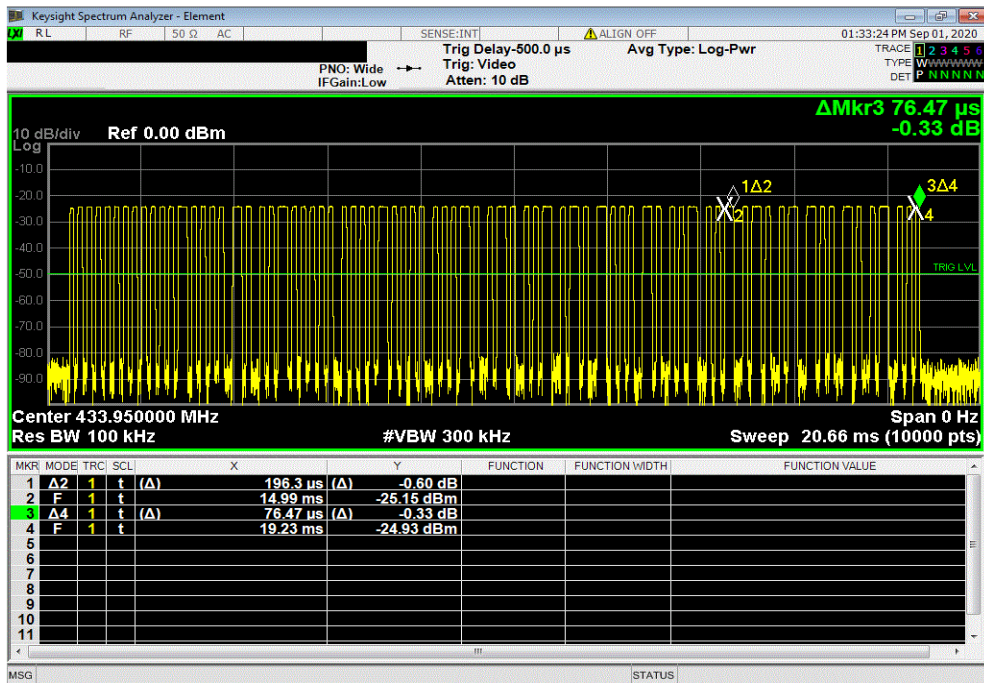 Keysight Spectrum Analyzer - Element
LXI RL RF 50 Ω AC SENSE:INT ALIGN OFF 01:33:24 PM Sep 01, 2020
Trig Delay-500.0 µs Avg Type: Log-Pwr TRACE 1 2 3 4 5 6
PNO: Wide Trig: Video TYPE WWWWWW
IFGain:Low Atten: 10 dB DET P N N N N N
ΔMkr3 76.47 µs
-0.33 dB
10 dB/div Ref 0.00 dBm
Log
-10.0
-20.0 1Δ2 3Δ4
2 4
-30.0
-40.0
-50.0
TRIG LVL
-60.0
-70.0
-80.0
-90.0
Center 433.950000 MHz Span 0 Hz
Res BW 100 kHz #VBW 300 kHz Sweep 20.66 ms (10000 pts)
MKR MODE TRC SCL X Y FUNCTION FUNCTION WIDTH FUNCTION VALUE
1 Δ2 1 t (Δ) 196.3 µs (Δ) -0.60 dB
2 F 1 t 14.99 ms -25.15 dBm
3 Δ4 1 t (Δ) 76.47 µs (Δ) -0.33 dB
4 F 1 t 19.23 ms -24.93 dBm
5
6
7
8
9
10
11
MSG STATUS